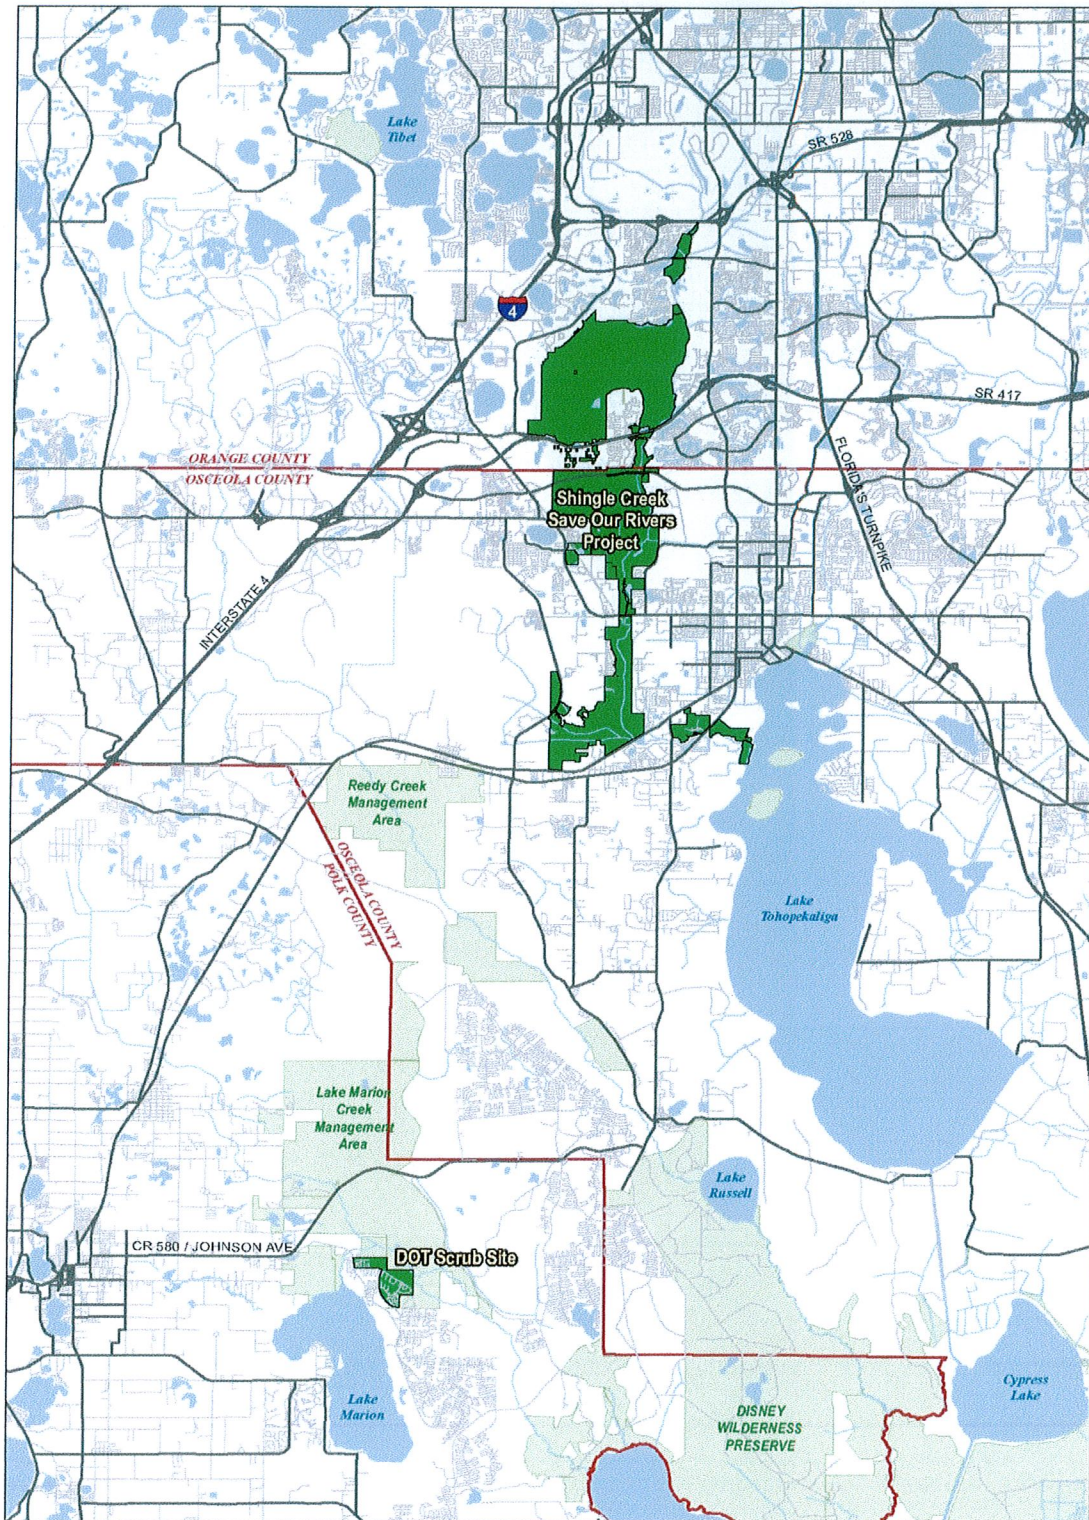 Lake
Tibet
SR 528
4
SR 417
ORANGE COUNTY
OSCEOLA COUNTY
FLORIDA'S TURNPIKE
Shingle Creek
Save Our Rivers
Project
INTERSTATE 4
Reedy Creek
Management
Area
OSCEOLA COUNTY
POLK COUNTY
Lake
Tohopekaliga
Lake Marion
Creek
Management
Area
Lake
Russell
CR 580 / JOHNSON AVE
DOT Scrub Site
Lake
Marion
Cypress
Lake
DISNEY
WILDERNESS
PRESERVE